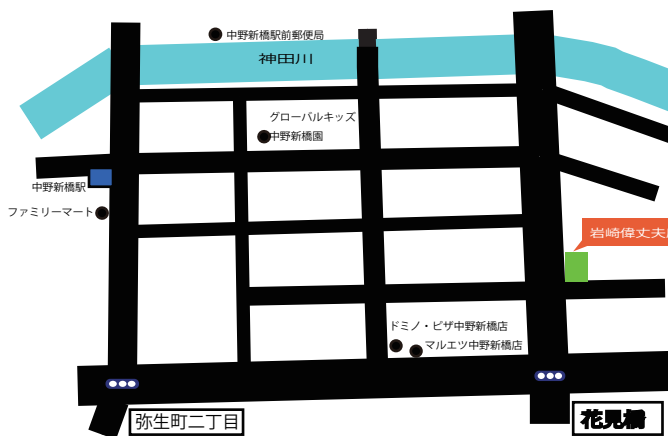 中野新橋駅前郵便局
神田川
グローバルキッズ
中野新橋園
中野新橋駅
ファミリーマート
岩崎偉丈夫
ドミノ・ピザ中野新橋店
マルエツ中野新橋店
弥生町二丁目
花見橋